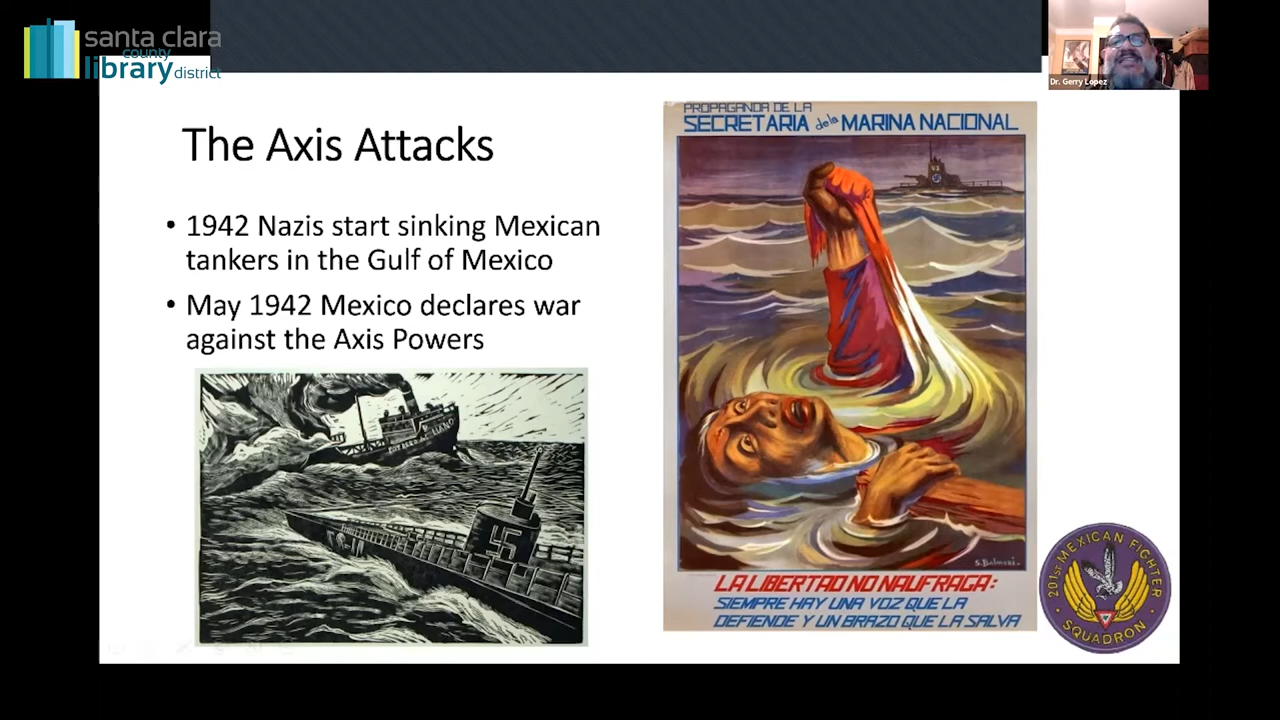 santa clara
county
library district
Dr. Gerry Lopez
The Axis Attacks
• 1942 Nazis start sinking Mexican
tankers in the Gulf of Mexico
• May 1942 Mexico declares war
against the Axis Powers
PROPAGANDA DE LA
SECRETARIA de la MARINA NACIONAL
LA LIBERTAD NO NAUFRAGA:
SIEMPRE HAY UNA VOZ QUE LA
DEFIENDE Y UN BRAZO QUE LA SALVA
201ST MEXICAN FIGHTER
SQUADRON